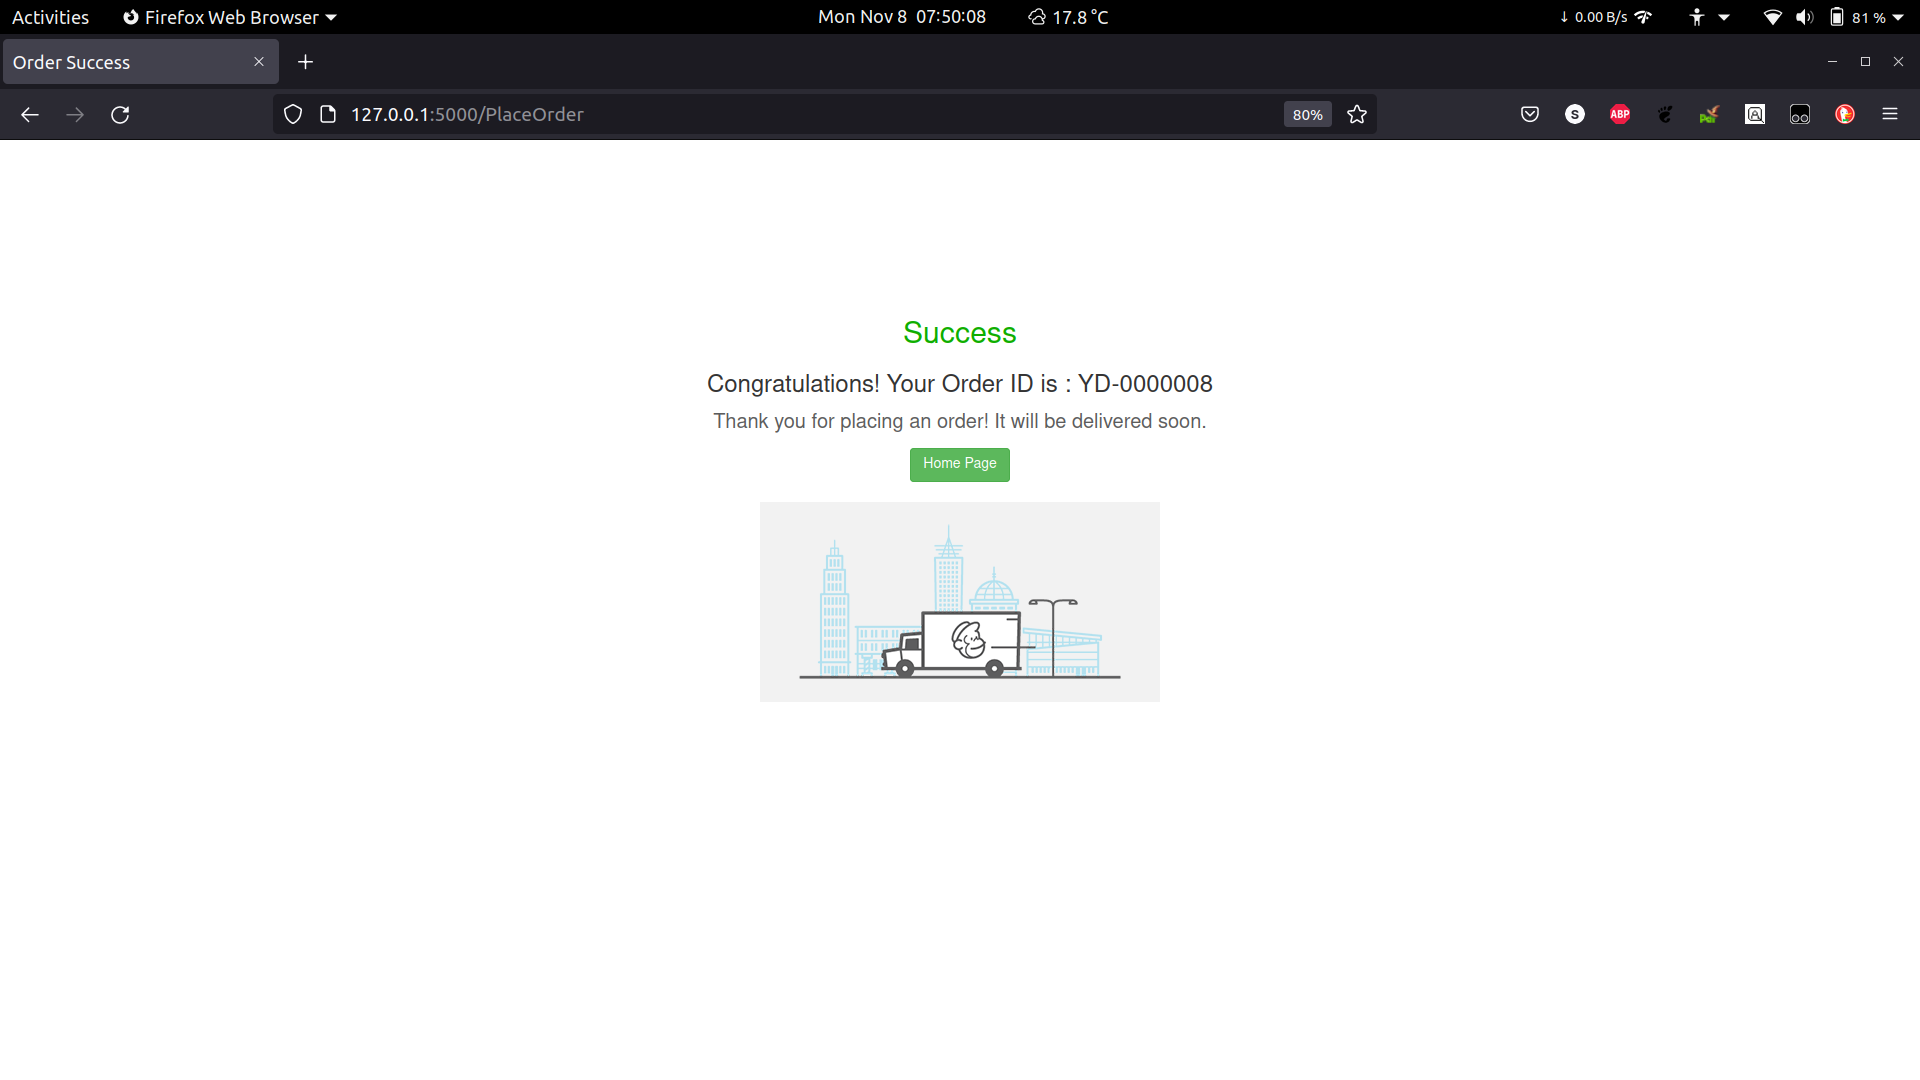 Activities
Firefox Web Browser
Mon Nov 8 07:50:08
17.8 °C
↓ 0.00 B/s
81 %
Order Success
127.0.0.1:5000/PlaceOrder
80%
S
ABP
Success
Congratulations! Your Order ID is : YD-0000008
Thank you for placing an order! It will be delivered soon.
Home Page